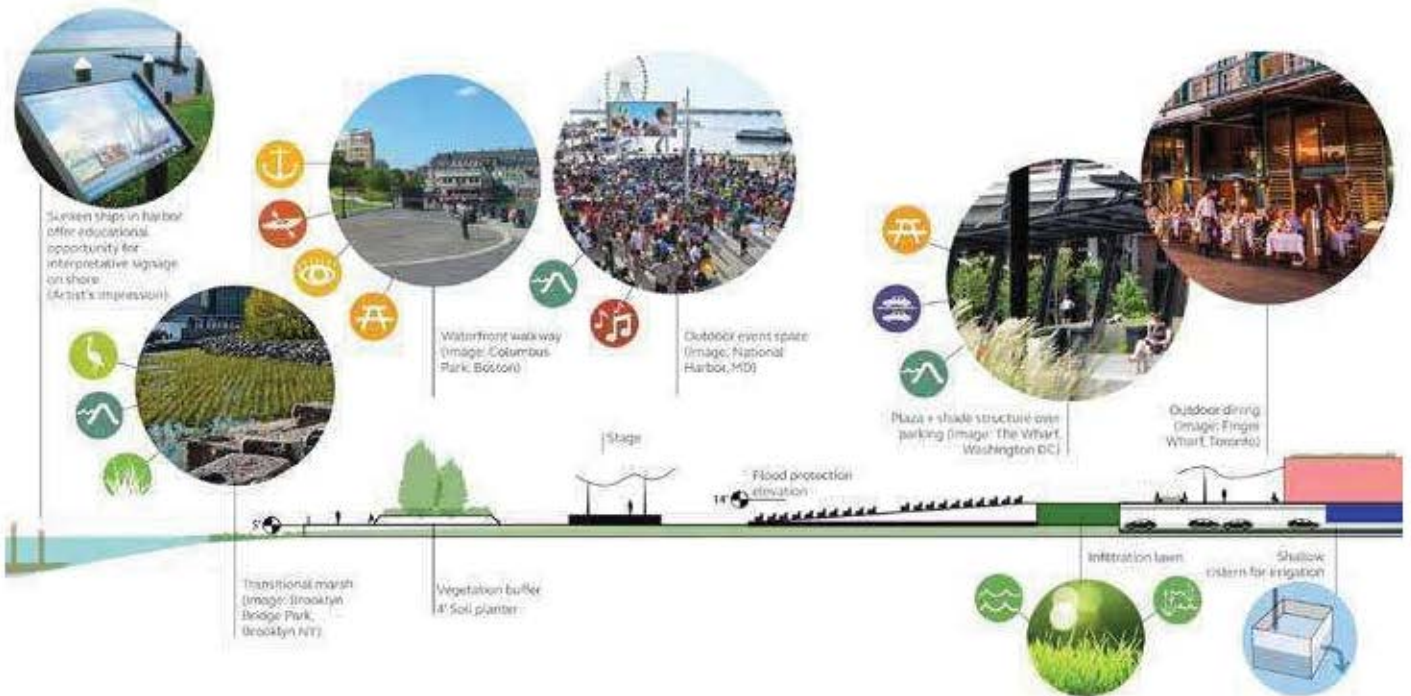 Sunken ships in harbor
offer educational
opportunity for
interpretative signage
on shore
(Artist's impression)
Waterfront walkway
(Image: Columbus
Park, Boston)
Outdoor event space
(Image: National
Harbor, MD)
Plaza + shade structure over
parking (Image: The Wharf,
Washington DC)
Outdoor dining
(Image: Finger
Wharf, Toronto)
Stage
Flood protection
elevation
14'
5'
Transitional marsh
(Image: Brooklyn
Bridge Park,
Brooklyn NY)
Vegetation buffer
4' Soil planter
Infiltration lawn
Shallow
cistern for irrigation